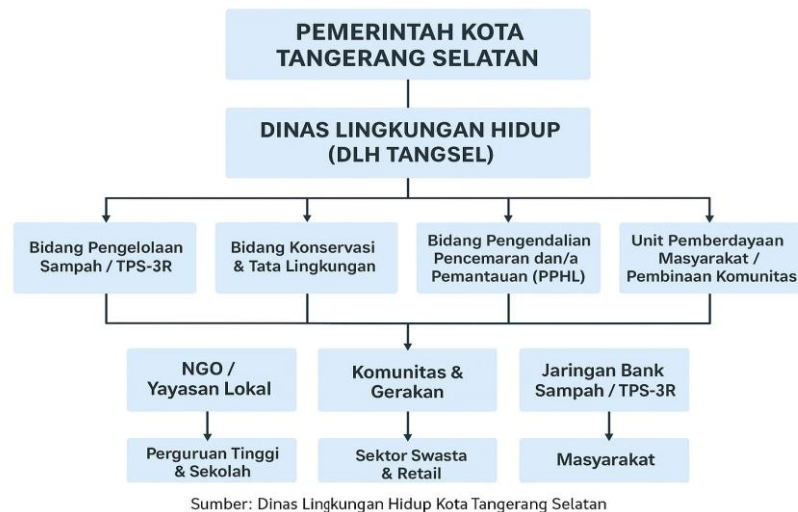 PEMERINTAH KOTA
TANGERANG SELATAN
DINAS LINGKUNGAN HIDUP
(DLH TANGSEL)
Bidang Pengelolaan
Sampah / TPS-3R
Bidang Konservasi
& Tata Lingkungan
Bidang Pengendalian
Pencemaran dan/a
Pemantauan (PPHL)
Unit Pemberdayaan
Masyarakat /
Pembinaan Komunitas
NGO /
Yayasan Lokal
Komunitas &
Gerakan
Jaringan Bank
Sampah / TPS-3R
Perguruan Tinggi
& Sekolah
Sektor Swasta
& Retail
Masyarakat
Sumber: Dinas Lingkungan Hidup Kota Tangerang Selatan